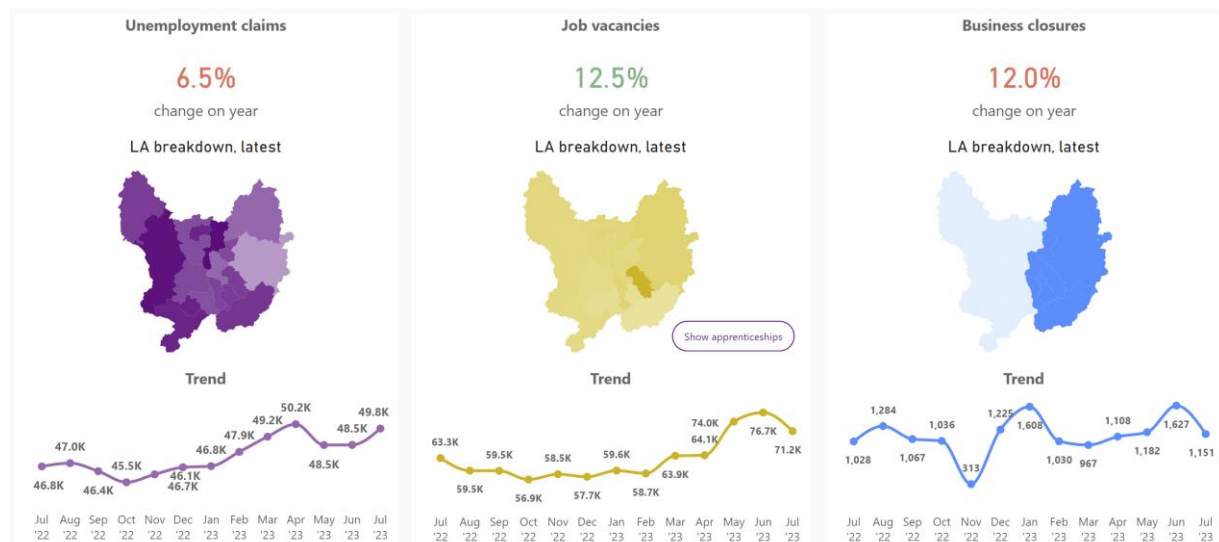 Unemployment claims
6.5%
change on year
LA breakdown, latest
Trend
46.8K
47.0K
46.4K
45.5K
46.7K
46.1K
46.8K
47.9K
49.2K
50.2K
48.5K
48.5K
49.8K
Jul Aug Sep Oct Nov Dec Jan Feb Mar Apr May Jun Jul
'22 '22 '22 '22 '22 '22 '23 '23 '23 '23 '23 '23 '23
Job vacancies
12.5%
change on year
LA breakdown, latest
Show apprenticeships
Trend
63.3K
59.5K
59.5K
56.9K
58.5K
57.7K
59.6K
58.7K
63.9K
64.1K
74.0K
76.7K
71.2K
Jul Aug Sep Oct Nov Dec Jan Feb Mar Apr May Jun Jul
'22 '22 '22 '22 '22 '22 '23 '23 '23 '23 '23 '23 '23
Business closures
12.0%
change on year
LA breakdown, latest
Trend
1,028
1,284
1,067
1,036
313
1,225
1,608
1,030
967
1,108
1,182
1,627
1,151
Jul Aug Sep Oct Nov Dec Jan Feb Mar Apr May Jun Jul
'22 '22 '22 '22 '22 '22 '23 '23 '23 '23 '23 '23 '23